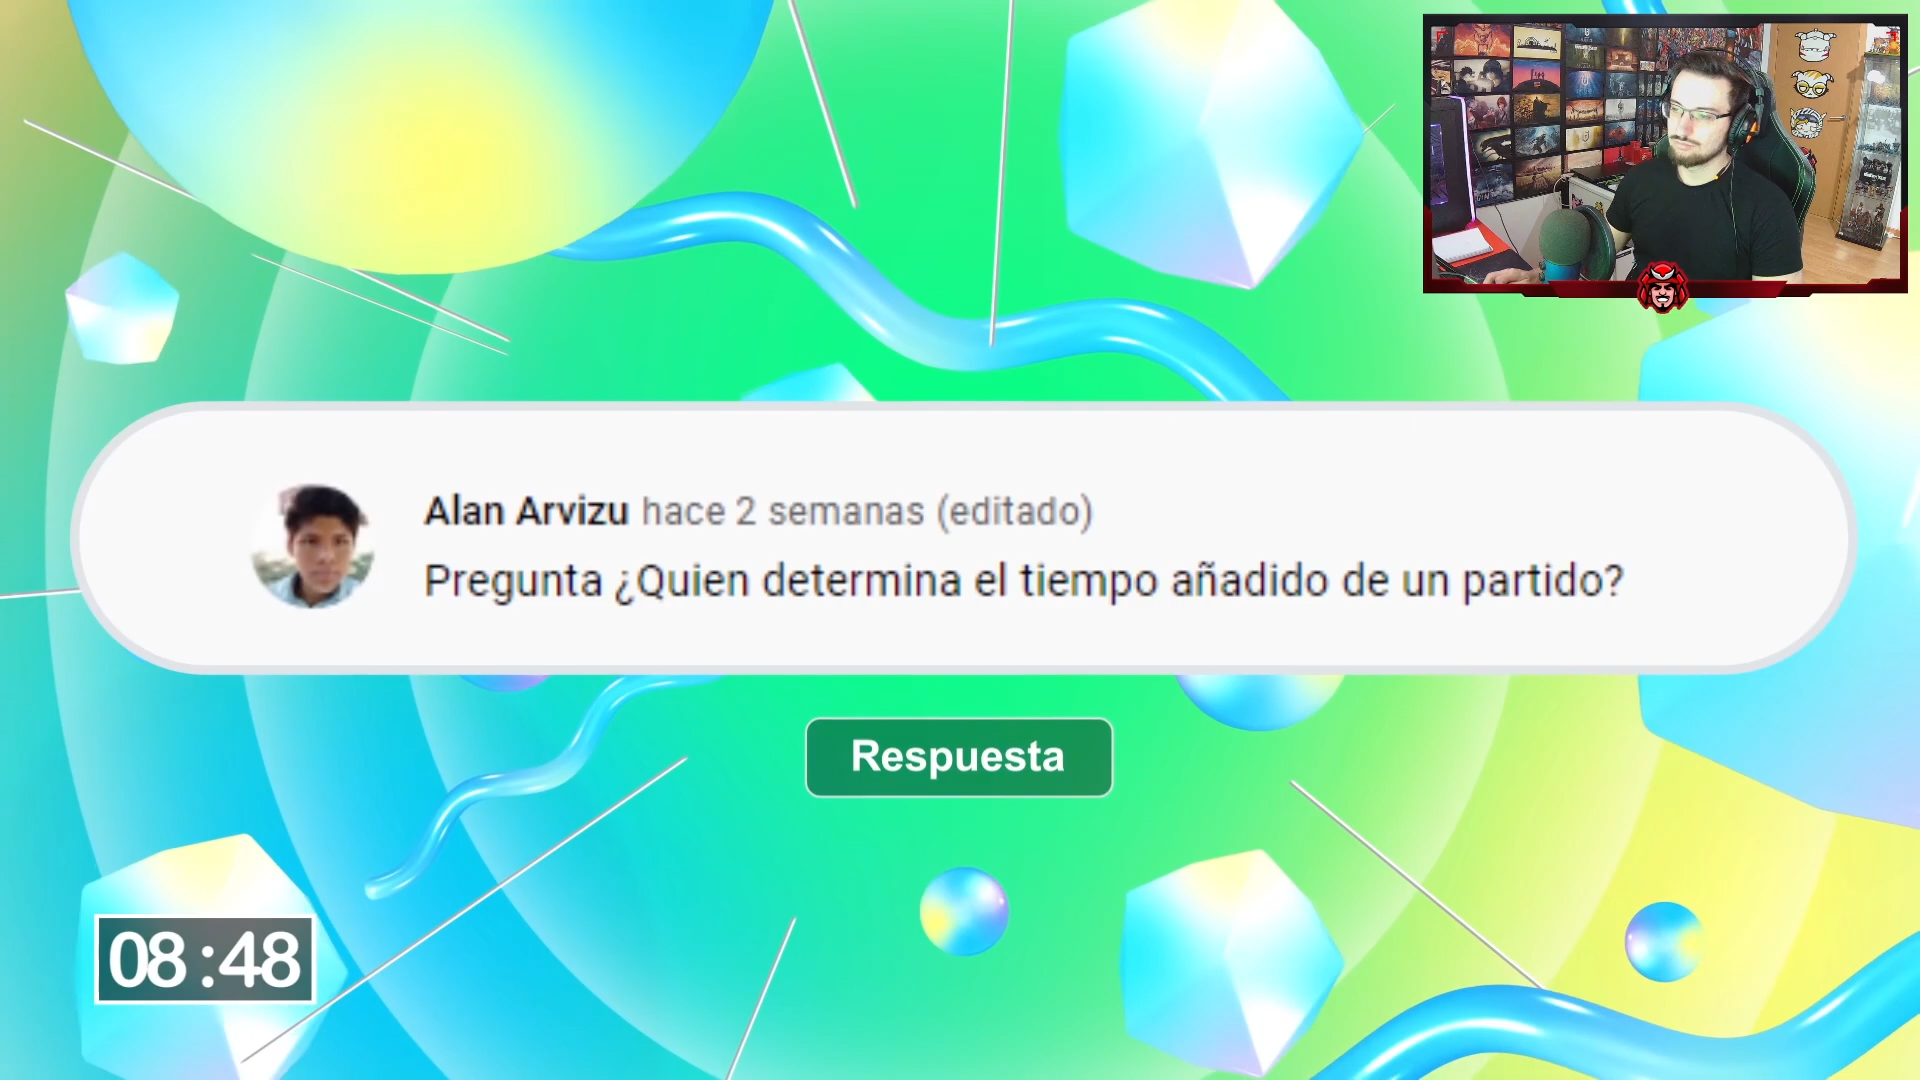 Alan Arvizu hace 2 semanas (editado)
Pregunta ¿Quien determina el tiempo añadido de un partido?
Respuesta
08:48